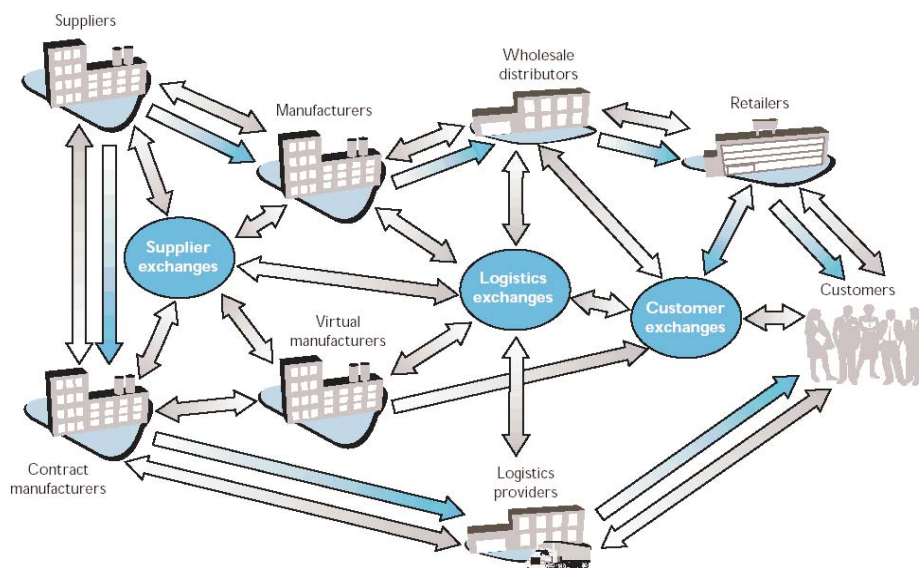 Suppliers
Wholesale
distributors
Manufacturers
Retailers
Supplier
exchanges
Logistics
exchanges
Customer
exchanges
Customers
Virtual
manufacturers
Contract
manufacturers
Logistics
providers